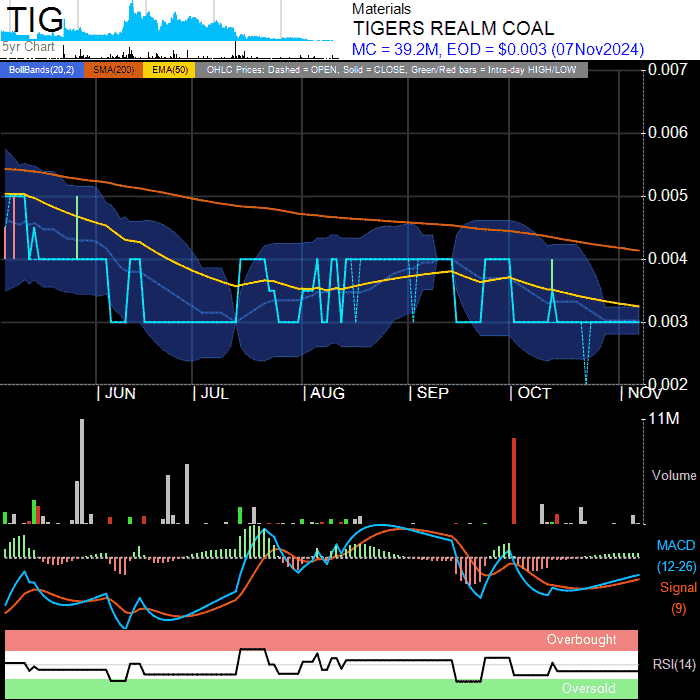 TIG
5yr Chart
Materials
TIGERS REALM COAL
MC = 39.2M, EOD = $0.003 (07Nov2024)
BollBands(20,2) SMA(200) EMA(50) OHLC Prices: Dashed = OPEN, Solid = CLOSE, Green/Red bars = Intra-day HIGH/LOW
0.007
0.006
0.005
0.004
0.003
0.002
JUN JUL AUG SEP OCT NOV
11M
Volume
MACD
(12-26)
Signal
(9)
Overbought
RSI(14)
Oversold